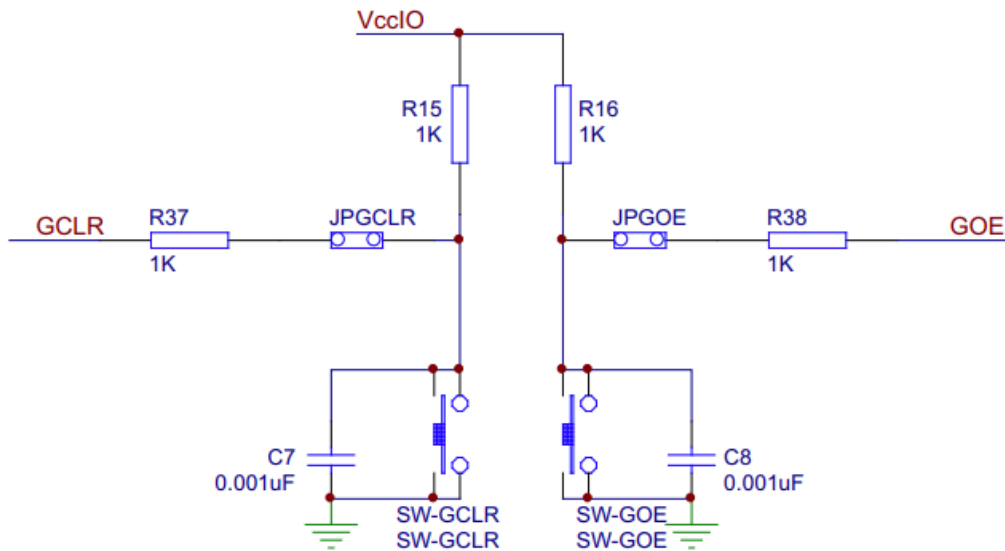 VccIO
R15
1K
R16
1K
GCLR
R37
1K
JPGCLR
JPGOE
R38
1K
GOE
C7
0.001uF
SW-GCLR
SW-GCLR
SW-GOE
SW-GOE
C8
0.001uF